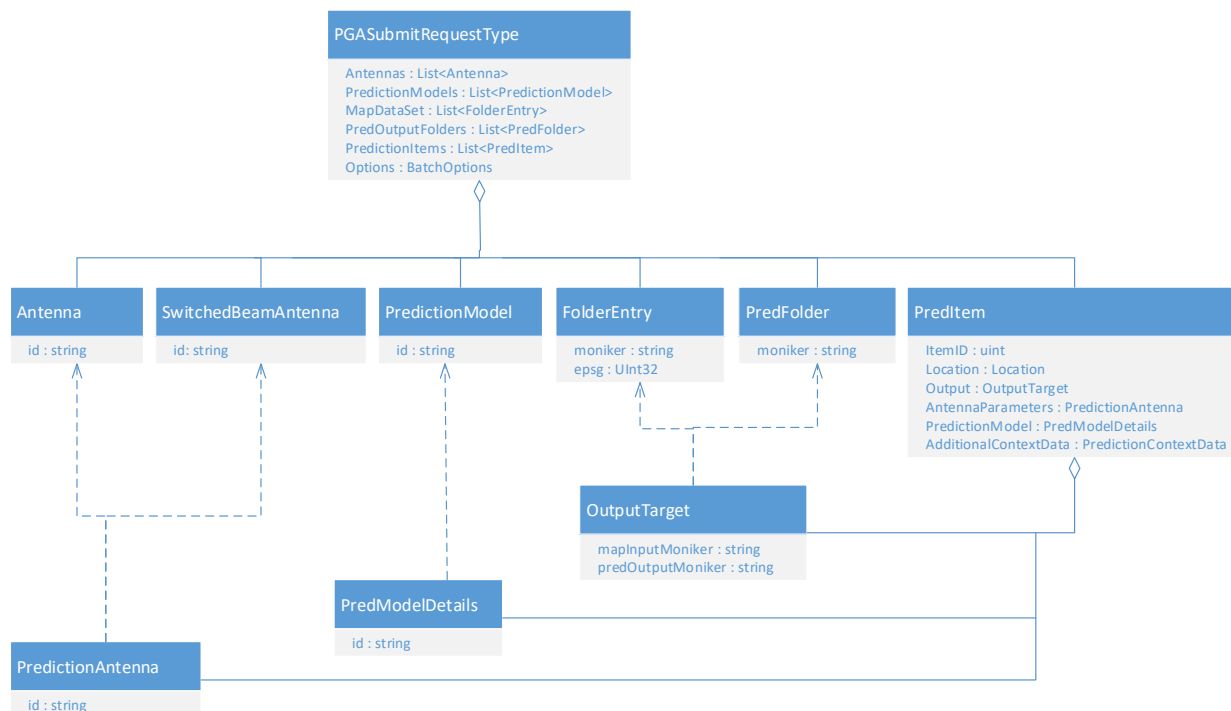 PGASubmitRequestType
Antennas : List<Antenna>
PredictionModels : List<PredictionModel>
MapDataSet : List<FolderEntry>
PredOutputFolders : List<PredFolder>
PredictionItems : List<PredItem>
Options : BatchOptions
Antenna
id : string
SwitchedBeamAntenna
id: string
PredictionModel
id : string
FolderEntry
moniker : string
epsg : UInt32
PredFolder
moniker : string
PredItem
ItemID : uint
Location : Location
Output : OutputTarget
AntennaParameters : PredictionAntenna
PredictionModel : PredModelDetails
AdditionalContextData : PredictionContextData
OutputTarget
mapInputMoniker : string
predOutputMoniker : string
PredModelDetails
id : string
PredictionAntenna
id : string